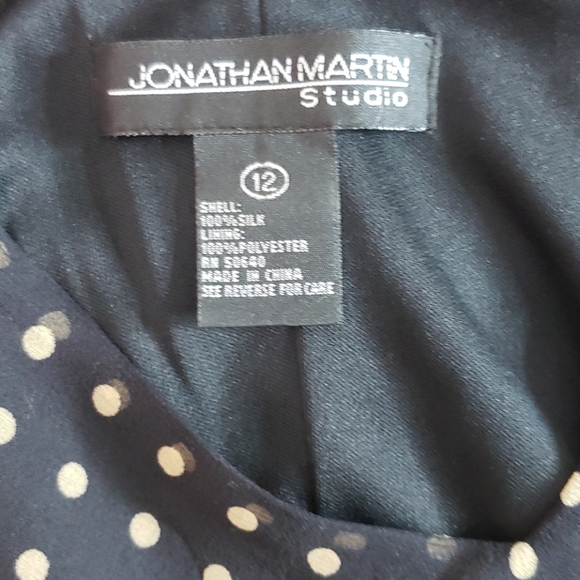 JONATHAN MARTIN
Studio
12
SHELL:
100% SILK
LINING:
100% POLYESTER
RN 50640
MADE IN CHINA
SEE REVERSE FOR CARE